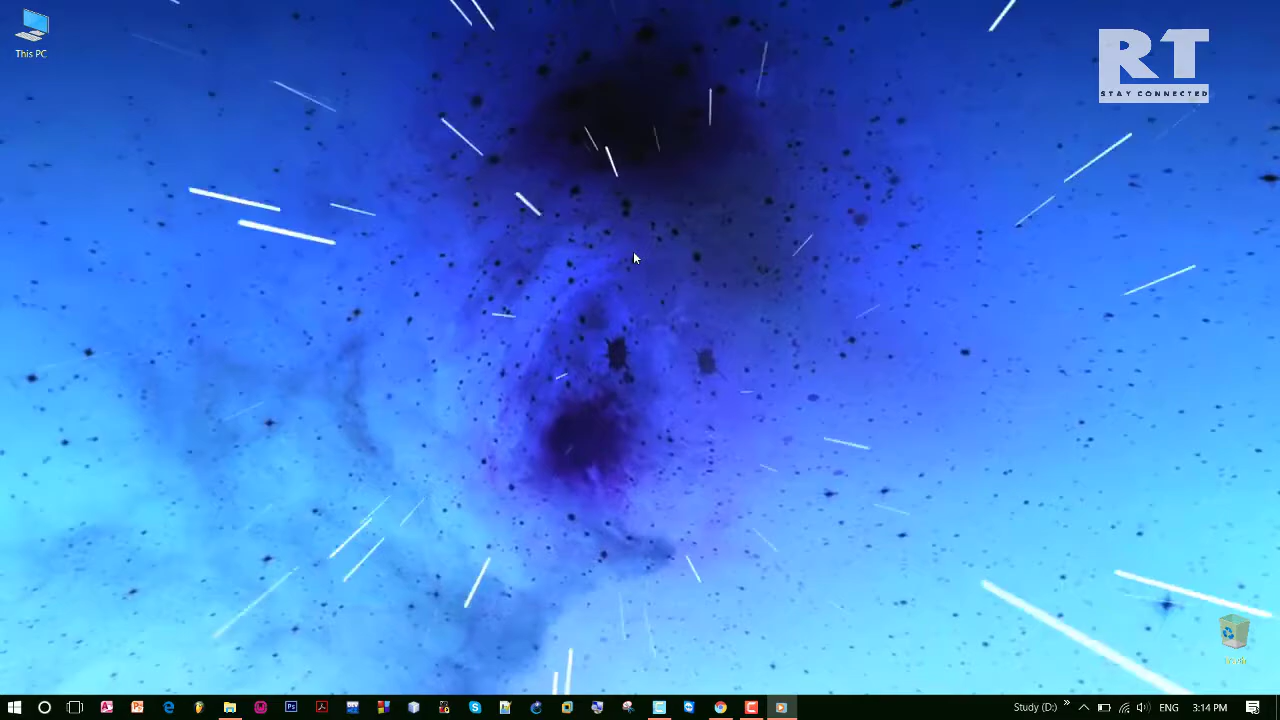 This PC
RT
STAY CONNECTED
Study (D:)
ENG
3:14 PM